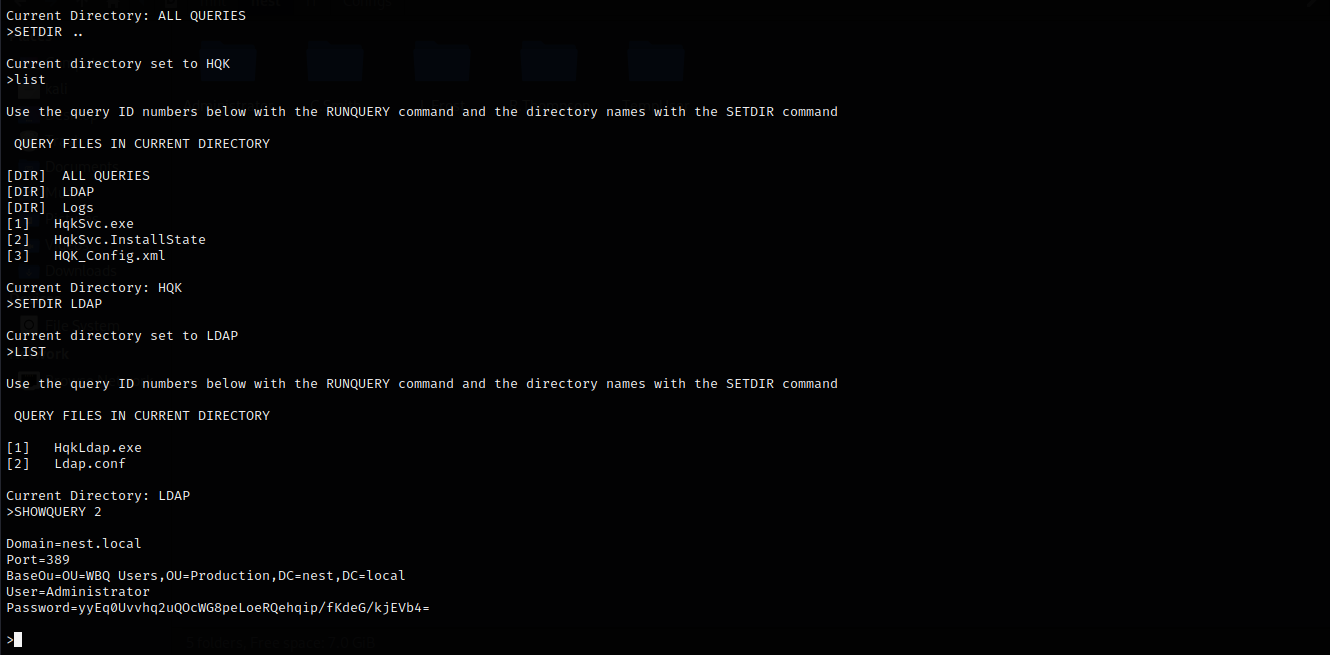 Current Directory: ALL QUERIES
>SETDIR ..
Current directory set to HQK
>list
Use the query ID numbers below with the RUNQUERY command and the directory names with the SETDIR command
QUERY FILES IN CURRENT DIRECTORY
[DIR]  ALL QUERIES
[DIR]  LDAP
[DIR]  Logs
[1]   HqkSvc.exe
[2]   HqkSvc.InstallState
[3]   HQK_Config.xml
Current Directory: HQK
>SETDIR LDAP
Current directory set to LDAP
>LIST
Use the query ID numbers below with the RUNQUERY command and the directory names with the SETDIR command
QUERY FILES IN CURRENT DIRECTORY
[1]   HqkLdap.exe
[2]   Ldap.conf
Current Directory: LDAP
>SHOWQUERY 2
Domain=nest.local
Port=389
BaseOu=OU=WBQ Users,OU=Production,DC=nest,DC=local
User=Administrator
Password=yyEq0Uvvhq2uQOcWG8peLoeRQehqip/fKdeG/kjEVb4=
>